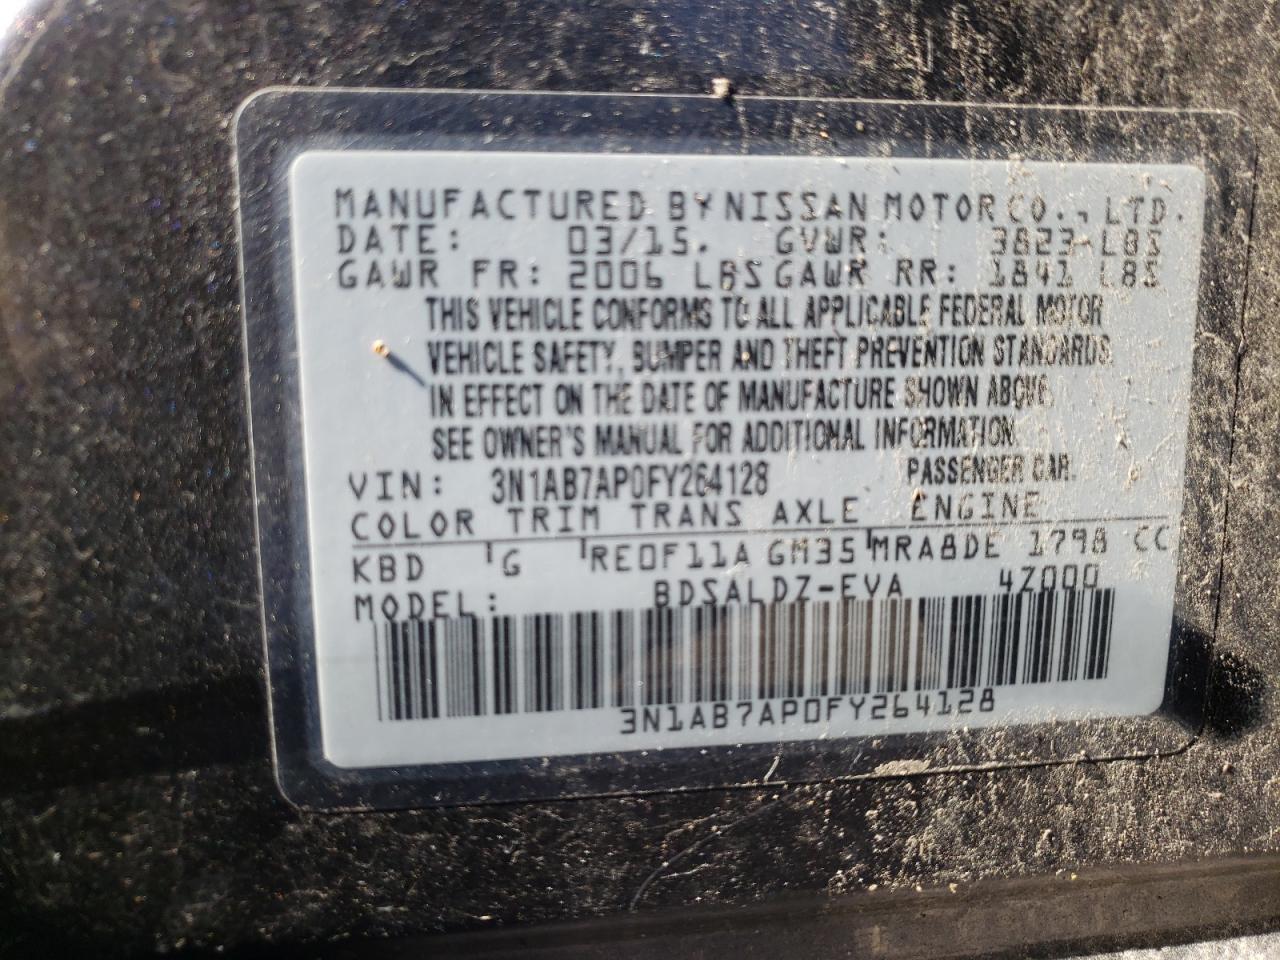 MANUFACTURED BY NISSAN MOTOR CO., LTD.
DATE: 03/15. GVWR: 3823 LBS
GAWR FR: 2006 LBS GAWR RR: 1841 LBS
THIS VEHICLE CONFORMS TO ALL APPLICABLE FEDERAL MOTOR
VEHICLE SAFETY, BUMPER AND THEFT PREVENTION STANDARDS
IN EFFECT ON THE DATE OF MANUFACTURE SHOWN ABOVE.
SEE OWNER'S MANUAL FOR ADDITIONAL INFORMATION.
VIN: 3N1AB7AP0FY264128 PASSENGER CAR.
COLOR TRIM TRANS AXLE ENGINE
KBD G RE0F11A GM35 MRA8DE 1798 CC
MODEL: BDSALDZ-EVA 4Z000
3N1AB7AP0FY264128